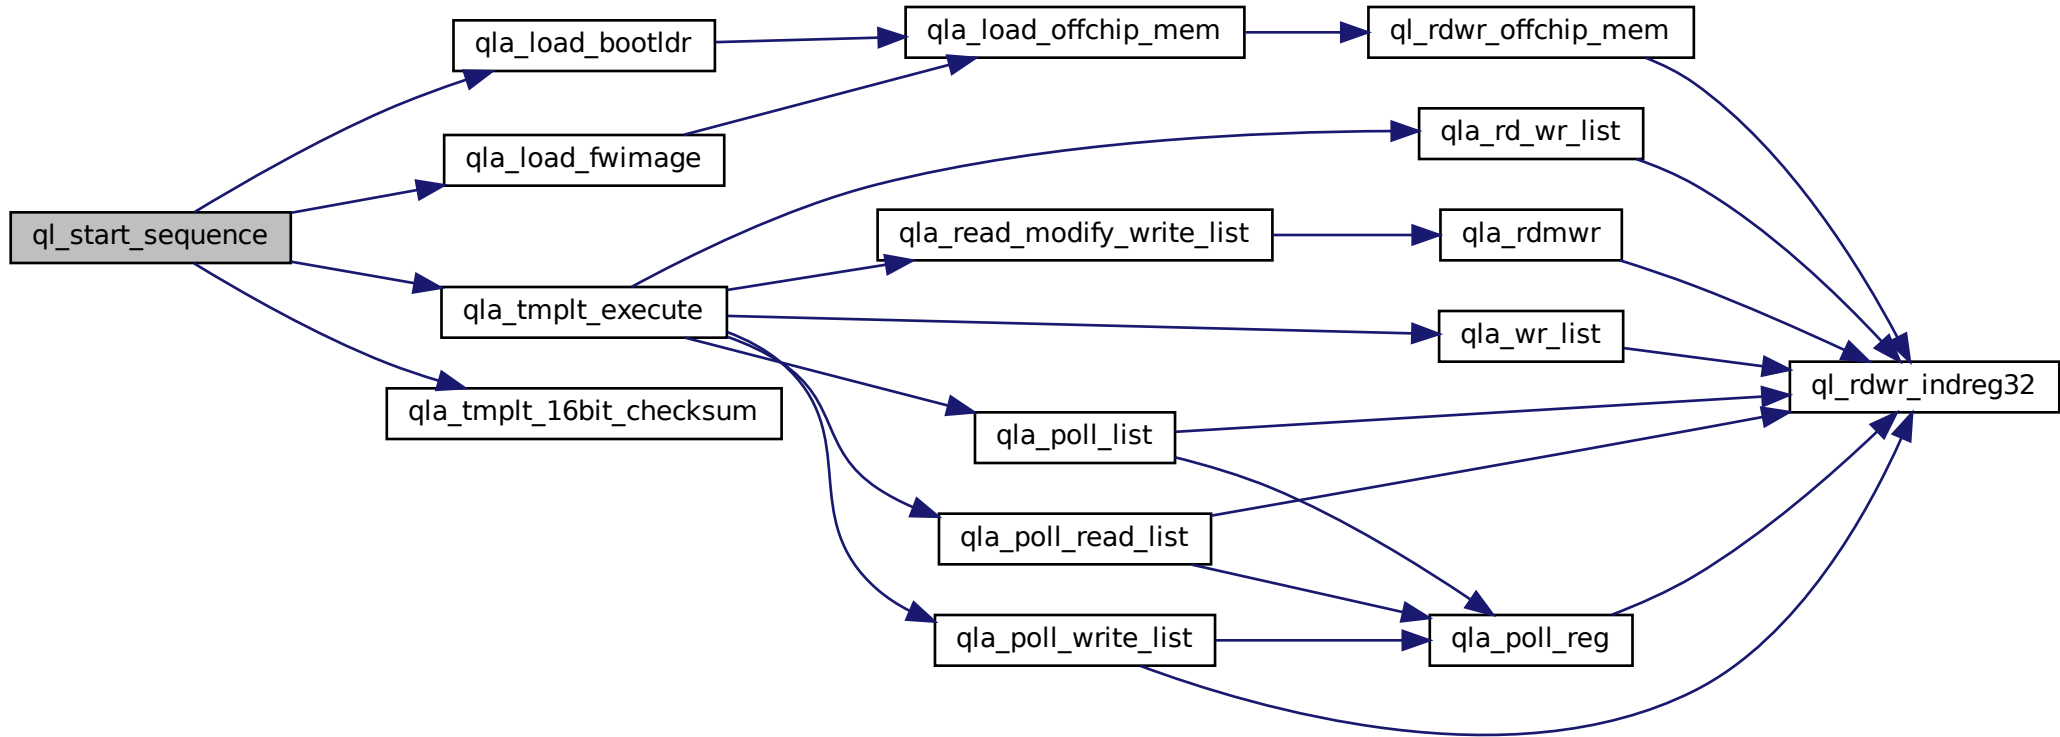 ql_start_sequence
qla_load_bootldr
qla_load_fwimage
qla_tmplt_execute
qla_tmplt_16bit_checksum
qla_load_offchip_mem
qla_read_modify_write_list
qla_poll_list
qla_poll_read_list
qla_poll_write_list
ql_rdwr_offchip_mem
qla_rd_wr_list
qla_rdmwr
qla_wr_list
qla_poll_reg
ql_rdwr_indreg32